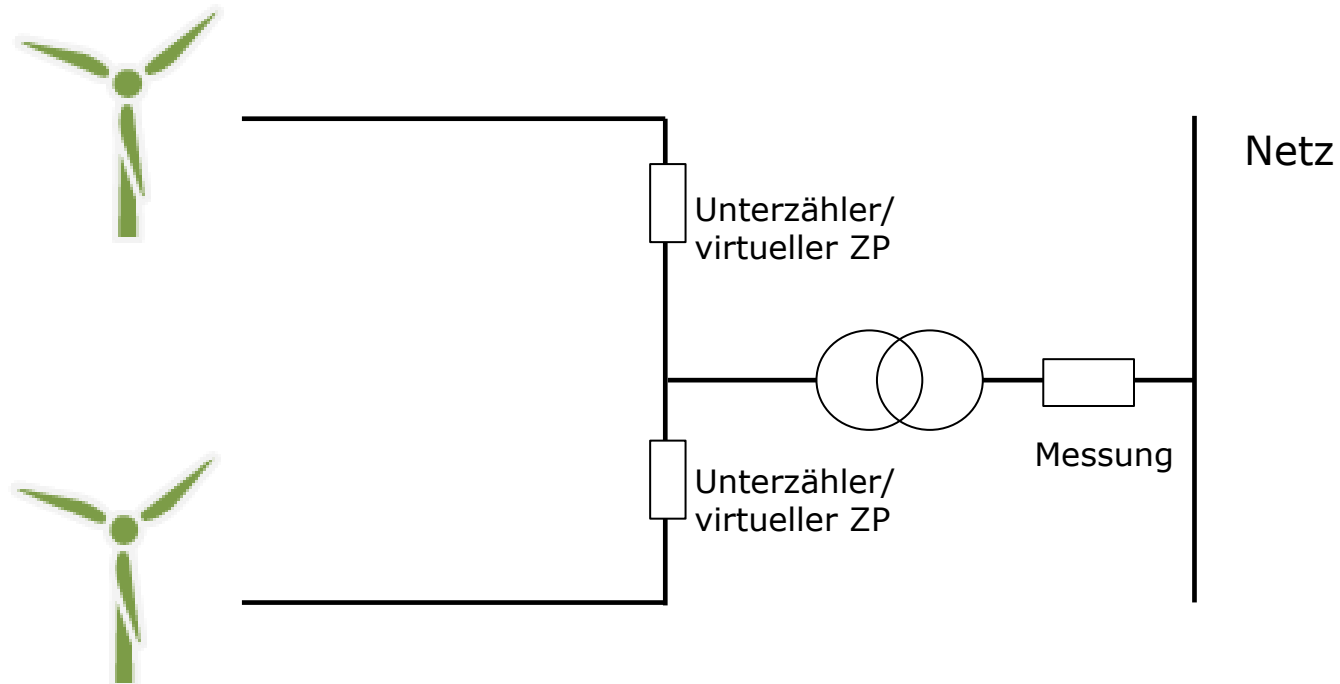 Netz
Unterzähler/
virtueller ZP
Messung
Unterzähler/
virtueller ZP